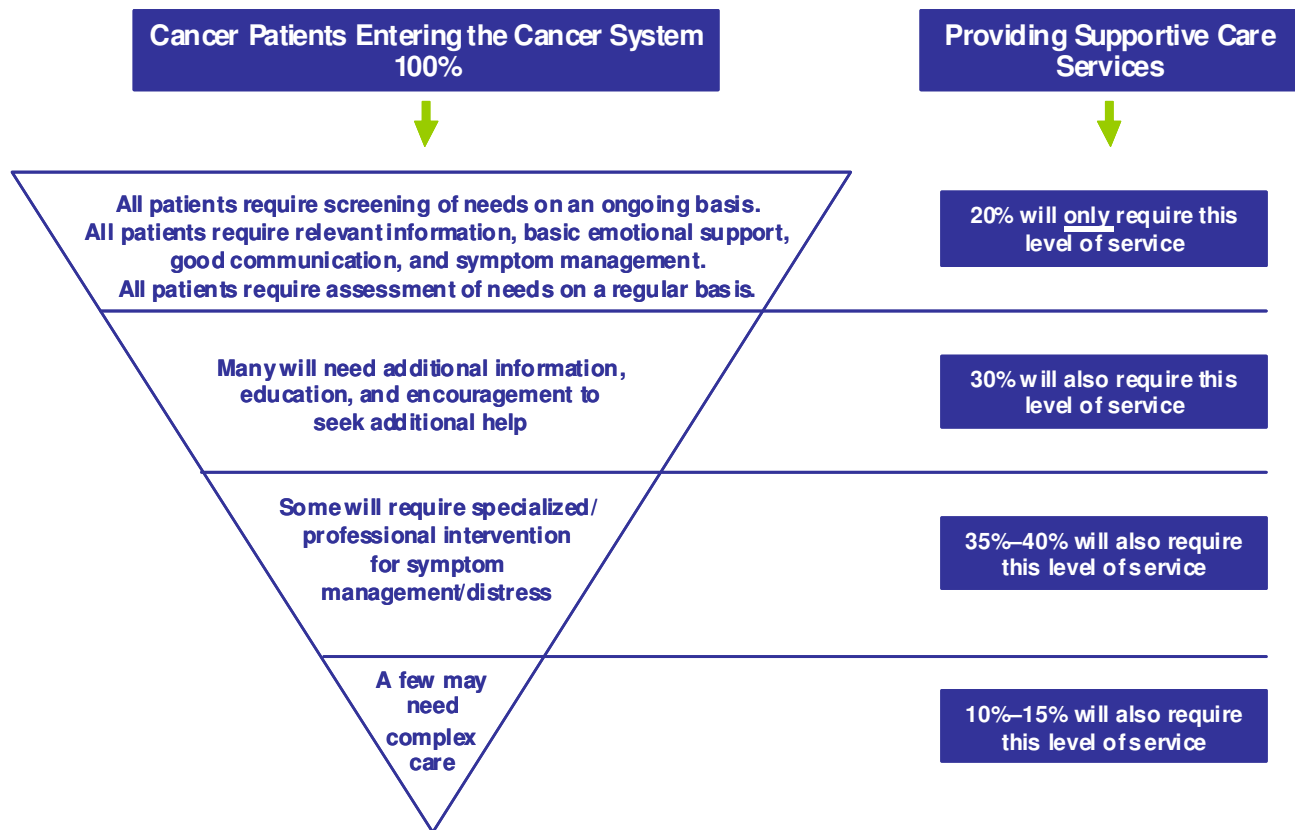 Cancer Patients Entering the Cancer System
100%
Providing Supportive Care
Services
All patients require screening of needs on an ongoing basis.
All patients require relevant information, basic emotional support,
good communication, and symptom management.
All patients require assessment of needs on a regular basis.
20% will only require this
level of service
Many will need additional information,
education, and encouragement to
seek additional help
30% will also require this
level of service
Some will require specialized/
professional intervention
for symptom
management/distress
35%–40% will also require
this level of service
A few may
need
complex
care
10%–15% will also require
this level of service